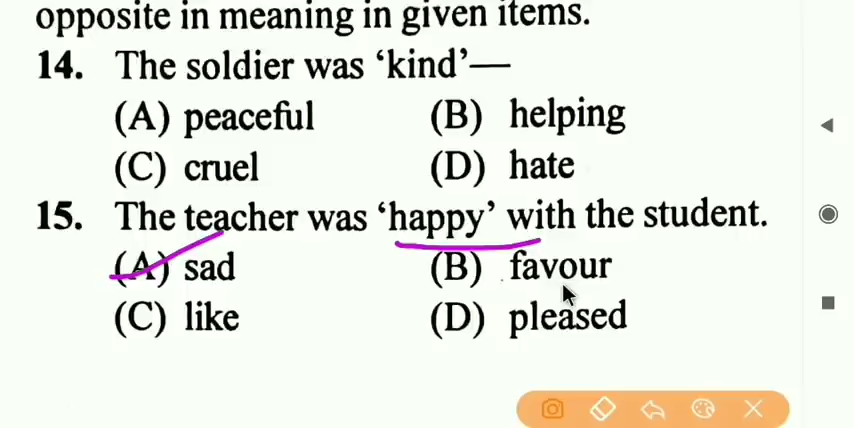 opposite in meaning in given items.
14. The soldier was ‘kind’—
(A) peaceful (B) helping
(C) cruel (D) hate
15. The teacher was ‘happy’ with the student.
(A) sad (B) favour
(C) like (D) pleased